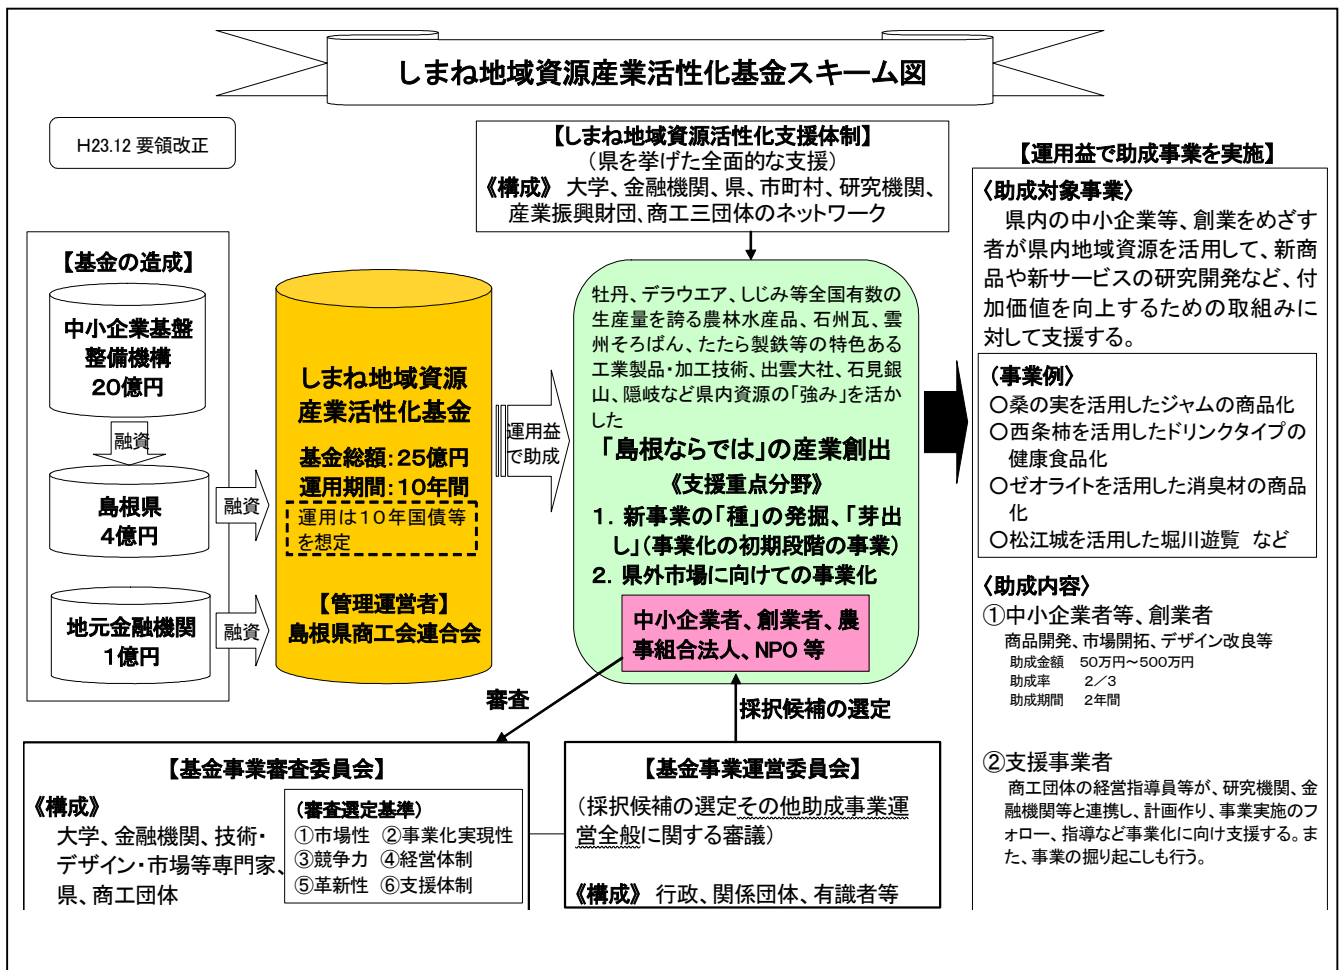 しまね地域資源産業活性化基金スキーム図
H23.12 要領改正
【しまね地域資源活性化支援体制】
（県を挙げた全面的な支援）
《構成》 大学、金融機関、県、市町村、研究機関、
産業振興財団、商工三団体のネットワーク
【基金の造成】
中小企業基盤
整備機構
20億円
融資
島根県
4億円
融資
地元金融機関
1億円
融資
しまね地域資源
産業活性化基金
基金総額：25億円
運用期間：10年間
運用は１０年国債等
を想定
【管理運営者】
島根県商工会連合会
運用益
で助成
牡丹、デラウエア、しじみ等全国有数の
生産量を誇る農林水産品、石州瓦、雲
州そろばん、たたら製鉄等の特色ある
工業製品・加工技術、出雲大社、石見銀
山、隠岐など県内資源の「強み」を活か
した
「島根ならでは」の産業創出
《支援重点分野》
１．新事業の「種」の発掘、「芽出
し」（事業化の初期段階の事業）
２．県外市場に向けての事業化
中小企業者、創業者、農
事組合法人、NPO 等
審査
採択候補の選定
【基金事業審査委員会】
《構成》
大学、金融機関、技術・
デザイン・市場等専門家、
県、商工団体
（審査選定基準）
①市場性 ②事業化実現性
③競争力 ④経営体制
⑤革新性 ⑥支援体制
【基金事業運営委員会】
（採択候補の選定その他助成事業運
営全般に関する審議）
《構成》 行政、関係団体、有識者等
【運用益で助成事業を実施】
〈助成対象事業〉
県内の中小企業等、創業をめざす
者が県内地域資源を活用して、新商
品や新サービスの研究開発など、付
加価値を向上するための取組みに
対して支援する。
（事業例）
○桑の実を活用したジャムの商品化
○西条柿を活用したドリンクタイプの
健康食品化
○ゼオライトを活用した消臭材の商品
化
○松江城を活用した堀川遊覧 など
〈助成内容〉
①中小企業者等、創業者
商品開発、市場開拓、デザイン改良等
助成金額 ５０万円～５００万円
助成率 ２／３
助成期間 ２年間
②支援事業者
商工団体の経営指導員等が、研究機関、金
融機関等と連携し、計画作り、事業実施のフ
ォロー、指導など事業化に向け支援する。ま
た、事業の掘り起こしも行う。